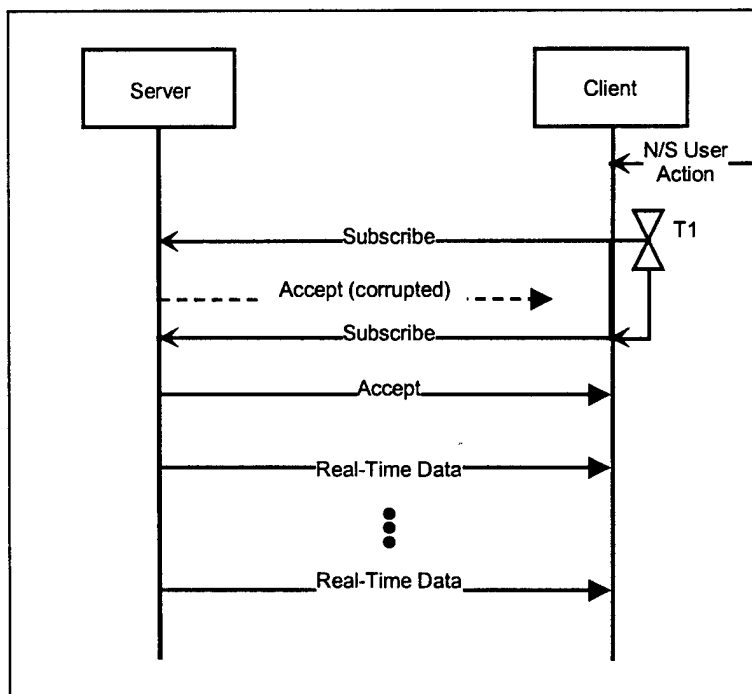 Server
Client
N/S User
Action
T1
Subscribe
Accept (corrupted)
Subscribe
Accept
Real-Time Data
Real-Time Data